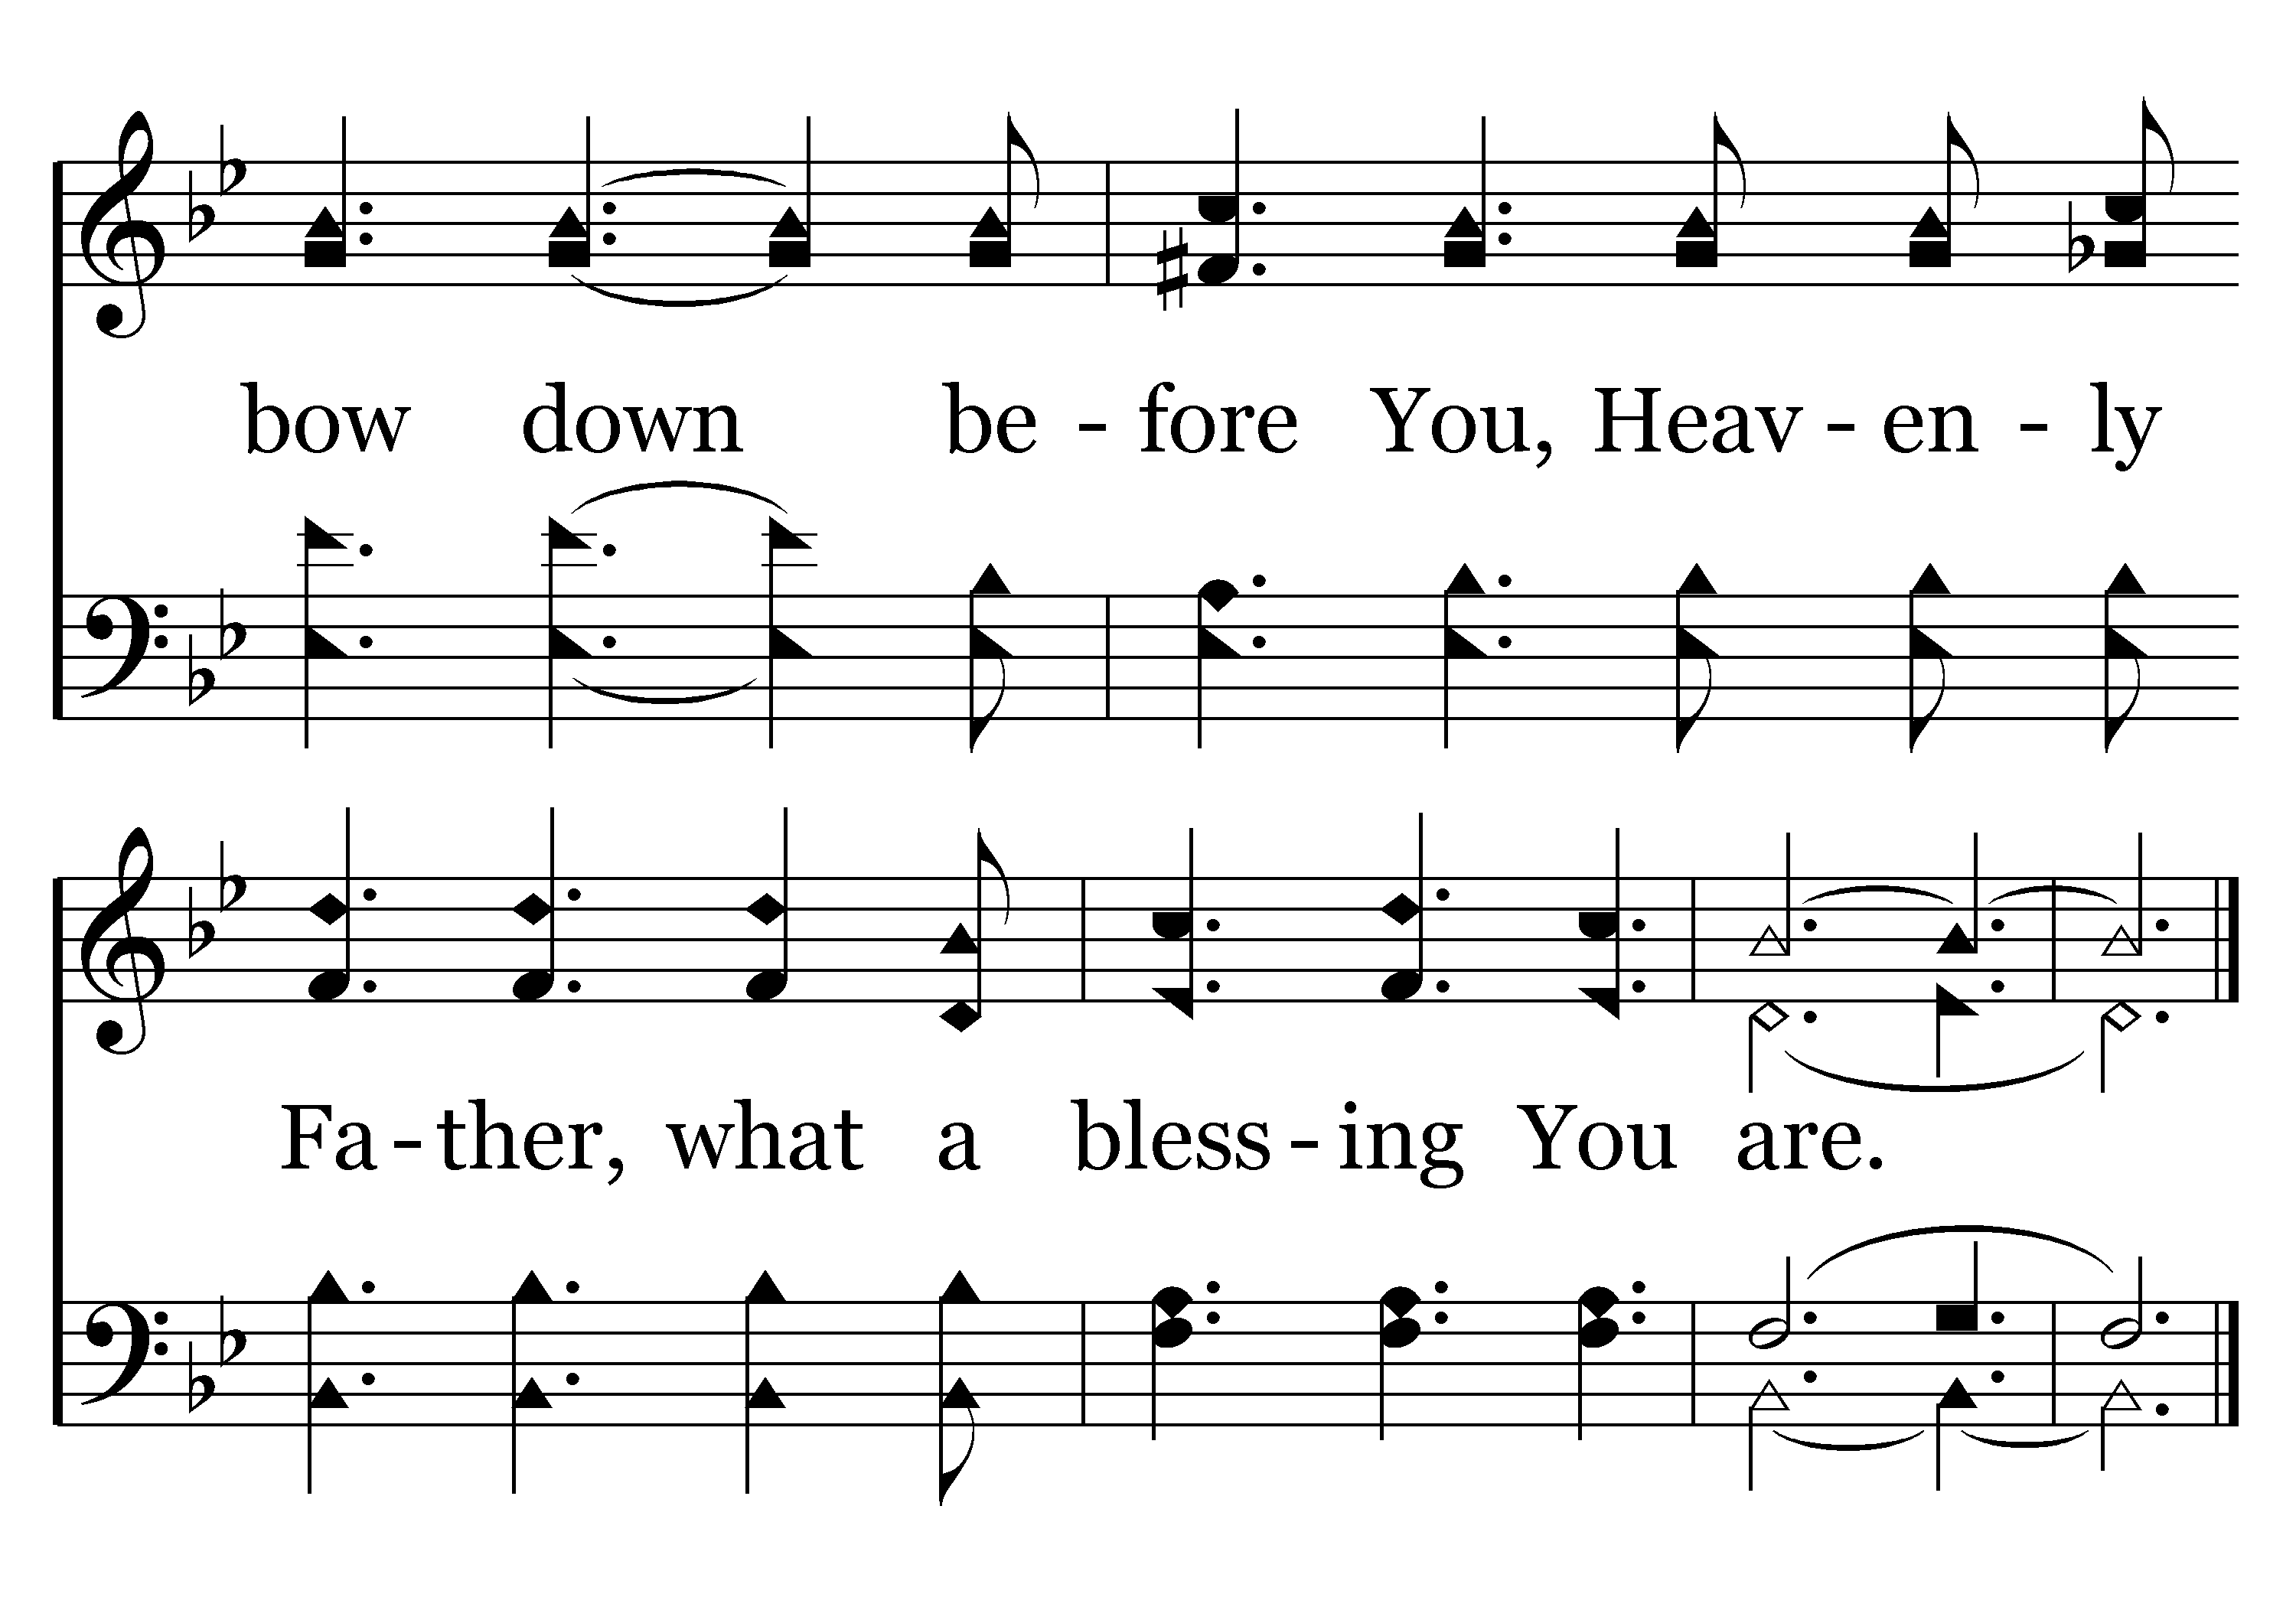 bow down be - fore You, Heav - en - ly
Fa - ther, what a bless - ing You are.